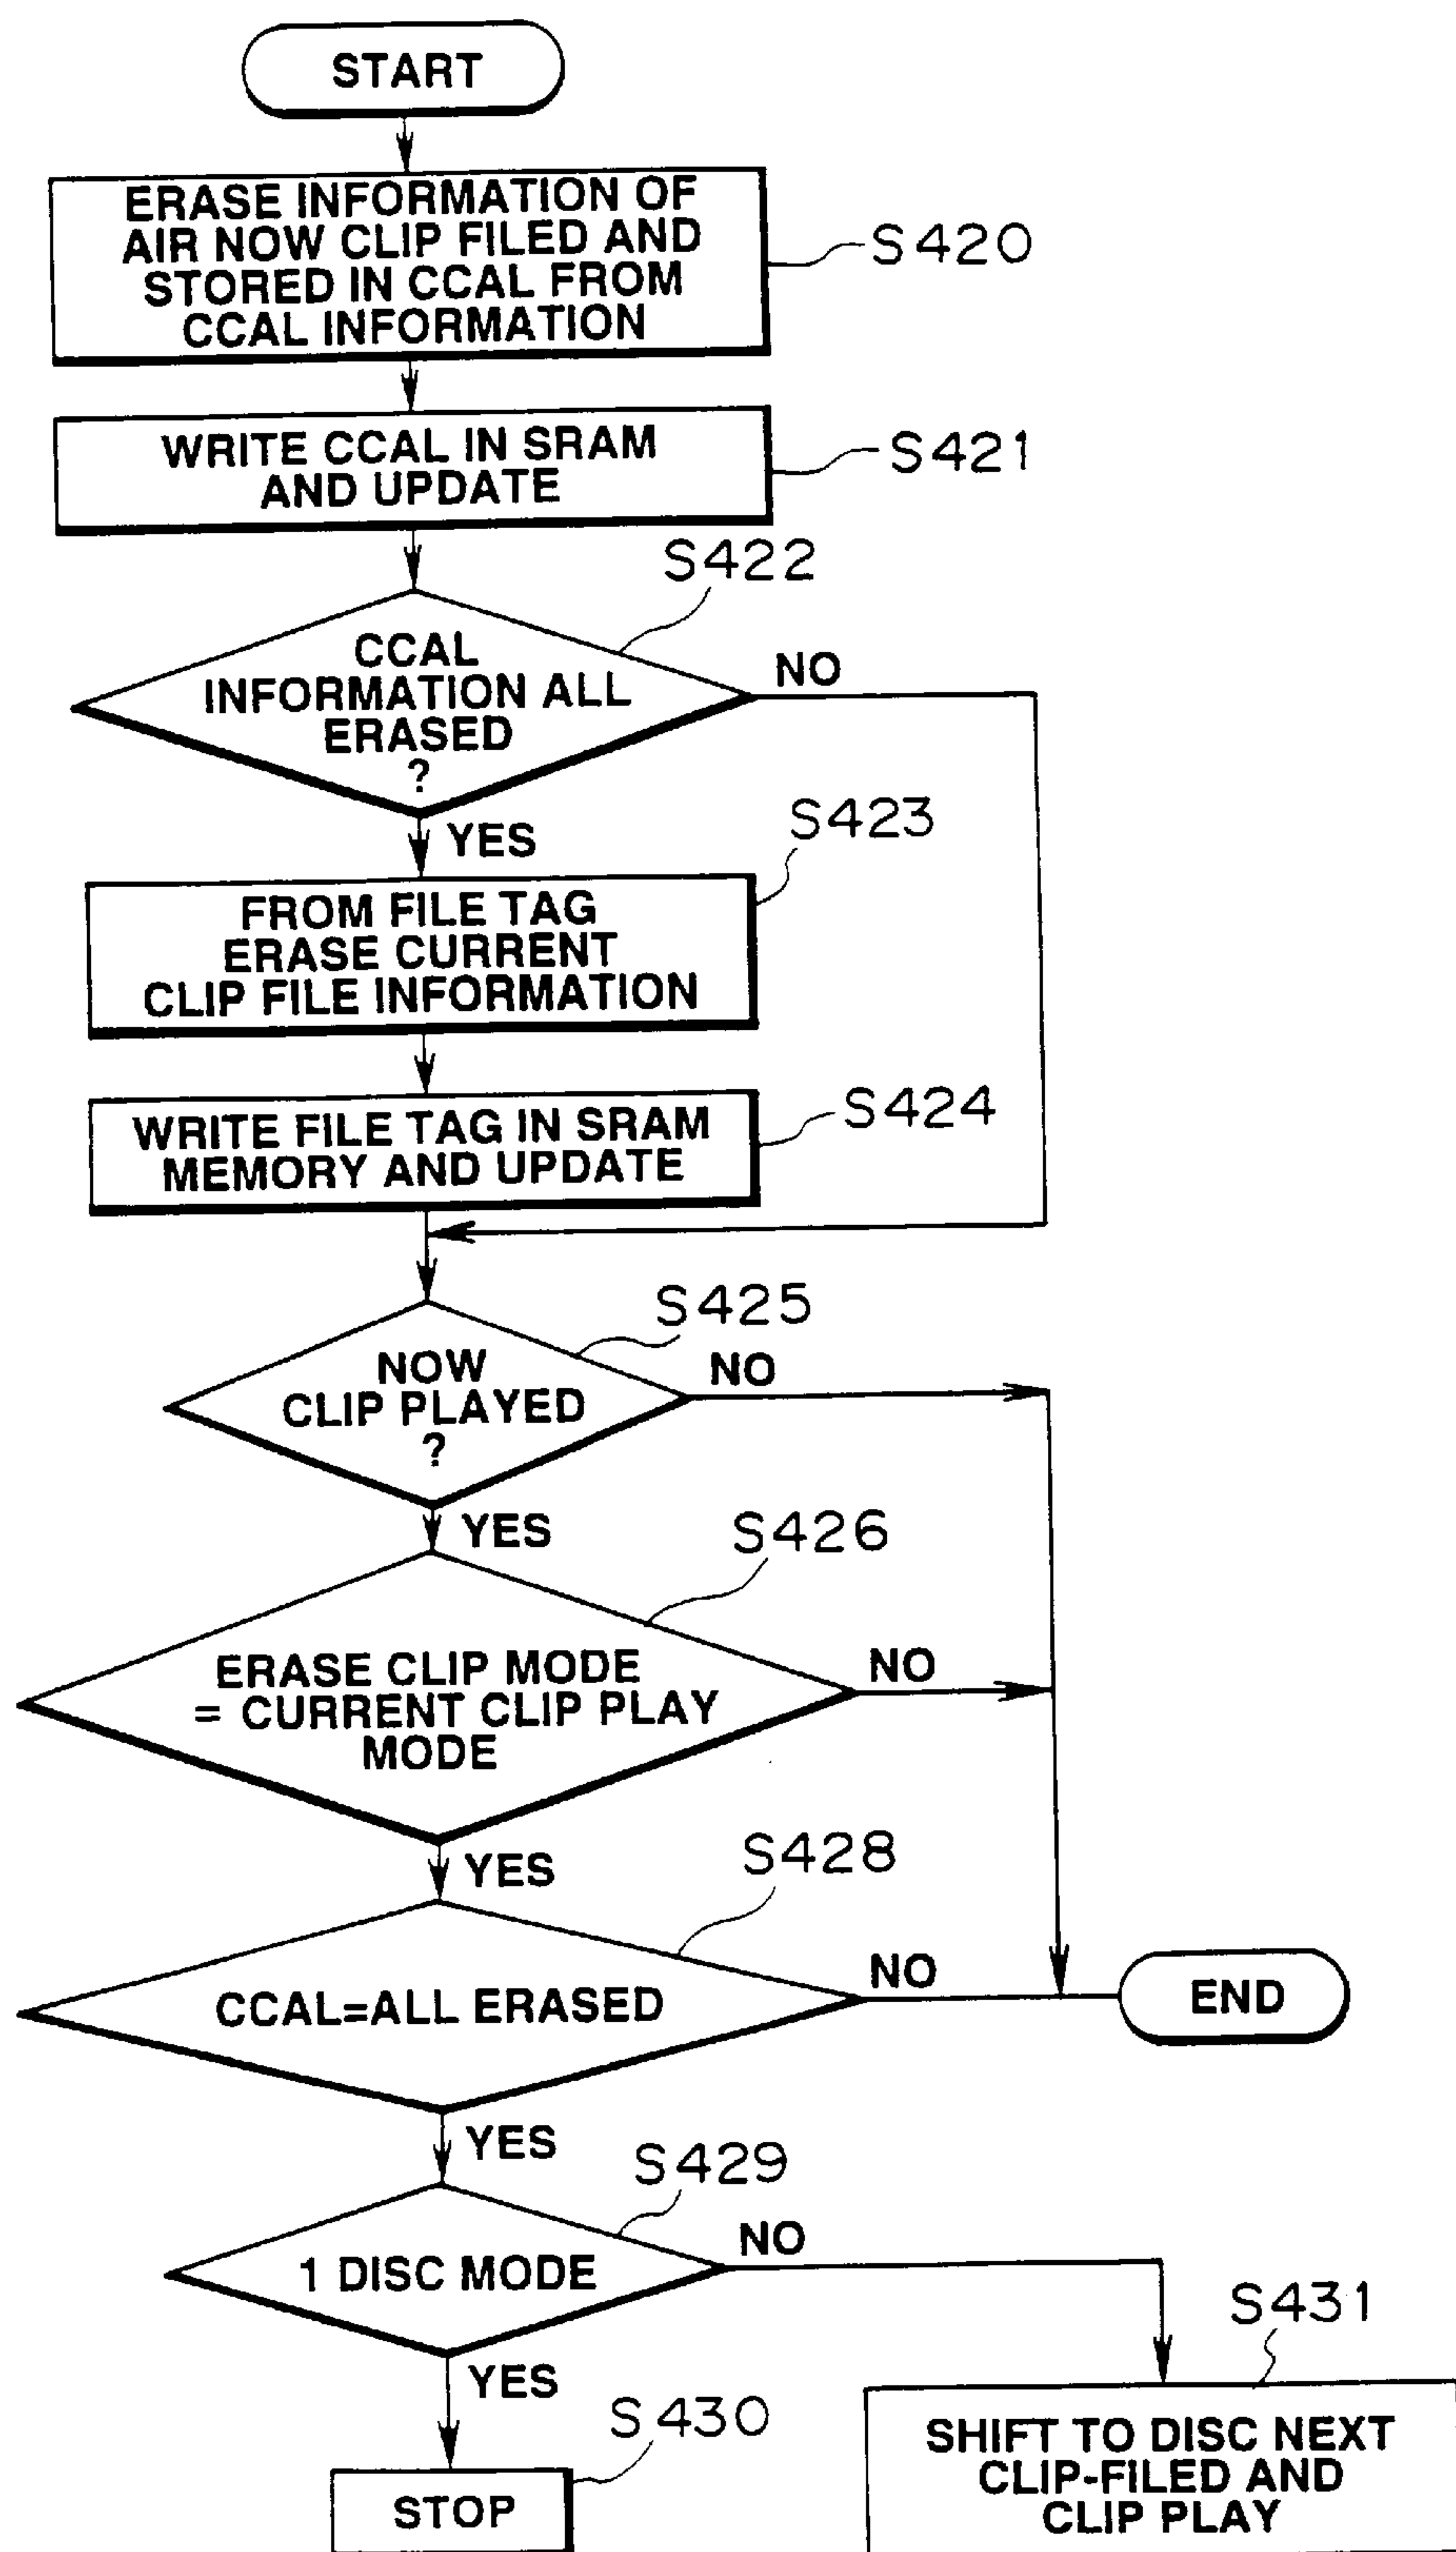 START
ERASE INFORMATION OF
AIR NOW CLIP FILED AND
STORED IN CCAL FROM
CCAL INFORMATION
S420
WRITE CCAL IN SRAM
AND UPDATE
S421
S422
CCAL
INFORMATION ALL
ERASED
?
NO
YES
S423
FROM FILE TAG
ERASE CURRENT
CLIP FILE INFORMATION
S424
WRITE FILE TAG IN SRAM
MEMORY AND UPDATE
S425
NOW
CLIP PLAYED
?
NO
YES
S426
ERASE CLIP MODE
= CURRENT CLIP PLAY
MODE
NO
YES
S428
CCAL=ALL ERASED
NO
END
YES
S429
1 DISC MODE
NO
YES
S430
STOP
S431
SHIFT TO DISC NEXT
CLIP-FILED AND
CLIP PLAY